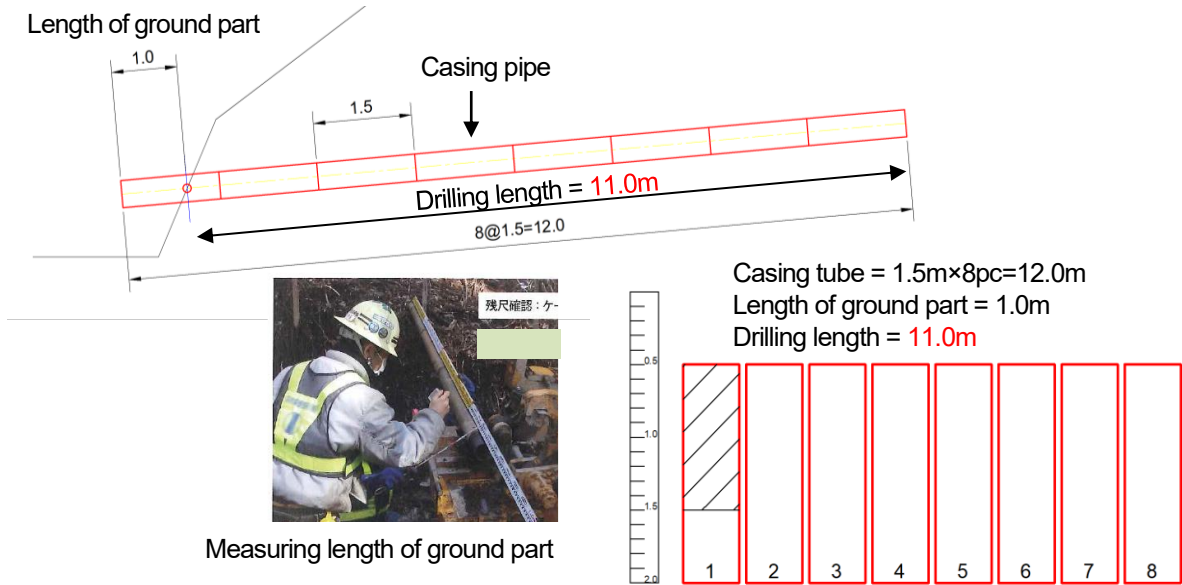 Length of ground part
1.0
Casing pipe
1.5
Drilling length = 11.0m
8@1.5=12.0
Casing tube = 1.5m×8pc=12.0m
Length of ground part = 1.0m
Drilling length = 11.0m
残尺確認：ケー
0.5
1.0
1.5
2.0
1 2 3 4 5 6 7 8
Measuring length of ground part